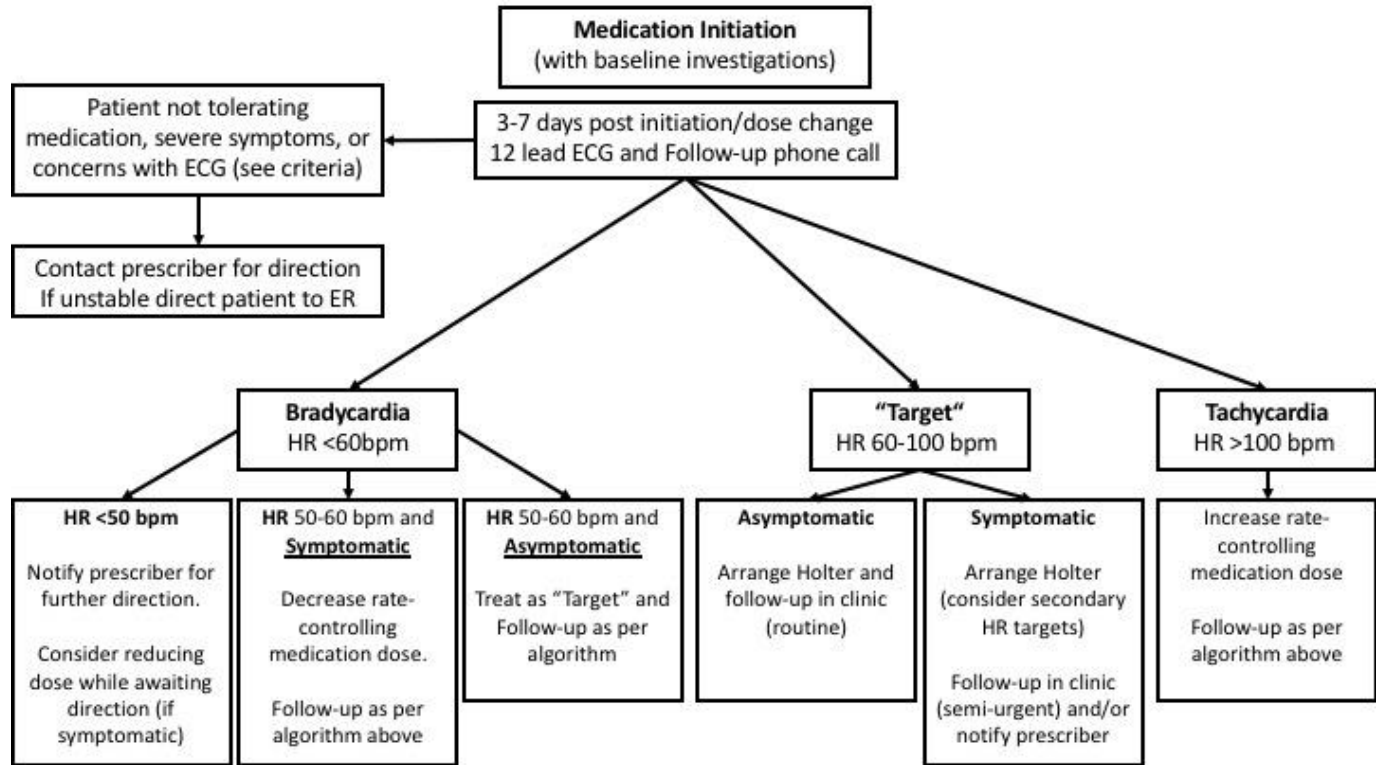 Medication Initiation
(with baseline investigations)
Patient not tolerating
medication, severe symptoms, or
concerns with ECG (see criteria)
3-7 days post initiation/dose change
12 lead ECG and Follow-up phone call
Contact prescriber for direction
If unstable direct patient to ER
Bradycardia
HR <60bpm
“Target“
HR 60-100 bpm
Tachycardia
HR >100 bpm
HR <50 bpm
Notify prescriber for
further direction.
Consider reducing
dose while awaiting
direction (if
symptomatic)
HR 50-60 bpm and
Symptomatic
Decrease rate-
controlling
medication dose.
Follow-up as per
algorithm above
HR 50-60 bpm and
Asymptomatic
Treat as “Target” and
Follow-up as per
algorithm
Asymptomatic
Arrange Holter and
follow-up in clinic
(routine)
Symptomatic
Arrange Holter
(consider secondary
HR targets)
Follow-up in clinic
(semi-urgent) and/or
notify prescriber
Increase rate-
controlling
medication dose
Follow-up as per
algorithm above